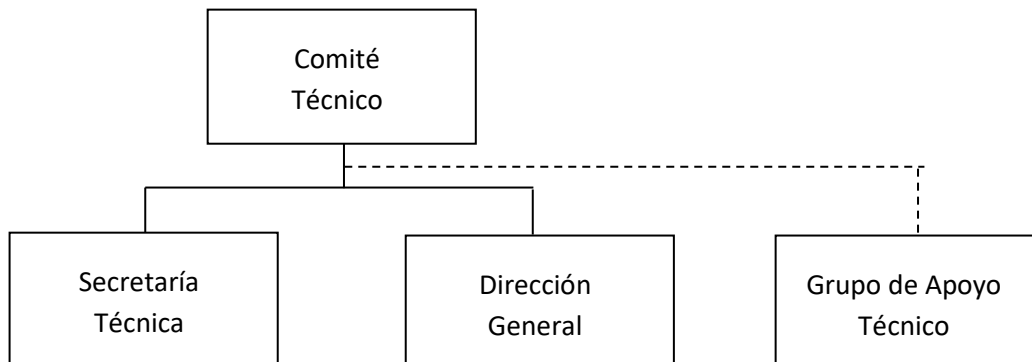 Comité
Técnico
Secretaría
Técnica
Dirección
General
Grupo de Apoyo
Técnico